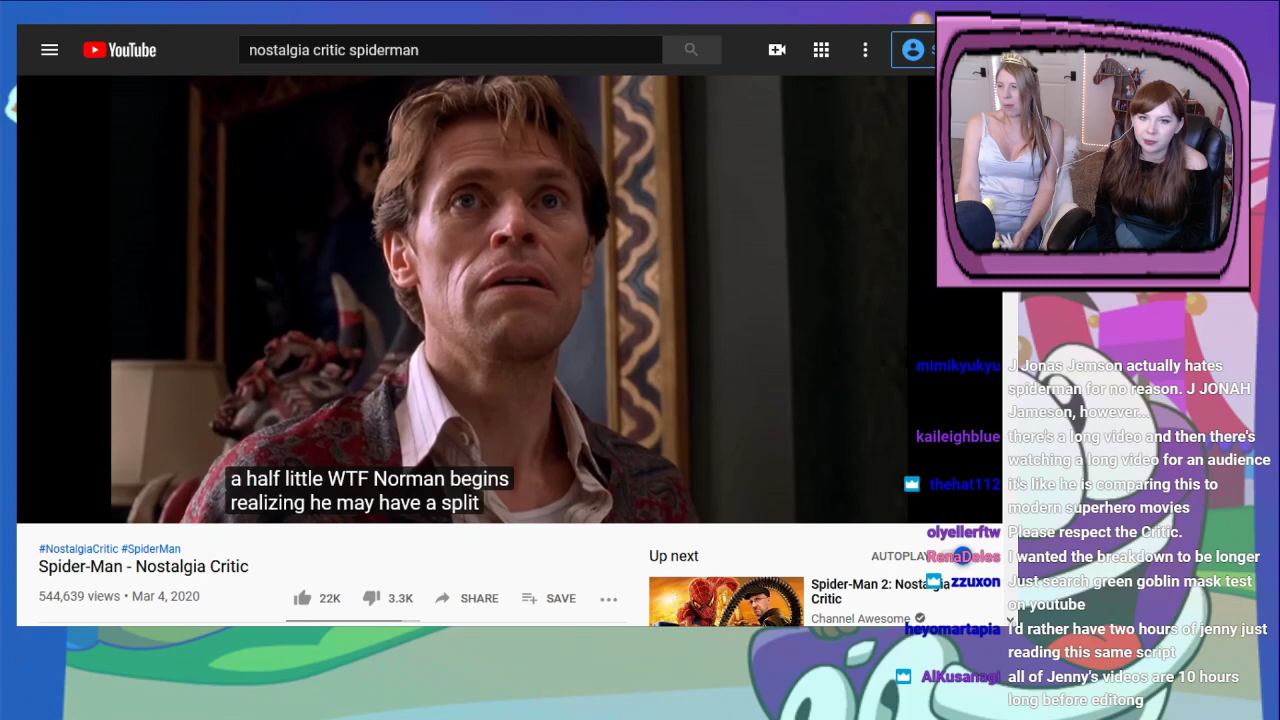 YouTube
nostalgia critic spiderman
a half little WTF Norman begins
realizing he may have a split
#NostalgiaCritic #SpiderMan
Spider-Man - Nostalgia Critic
544,639 views • Mar 4, 2020
22K
3.3K
SHARE
SAVE
Up next
AUTOPLAY
Spider-Man 2: Nostalgia
Critic
Channel Awesome
mimikyukyu J Jonas Jemson actually hates
spiderman for no reason. J JONAH
Jameson, however...
kaileighblue there's a long video and then there's
watching a long video for an audience
thehat112 it's like he is comparing this to
modern superhero movies
olyellerftw Please respect the Critic.
RenaDeles I wanted the breakdown to be longer
zzuxon Just search green goblin mask test
on youtube
heyomartapia I'd rather have two hours of jenny just
reading this same script
AlKusanagi all of Jenny's videos are 10 hours
long before editong